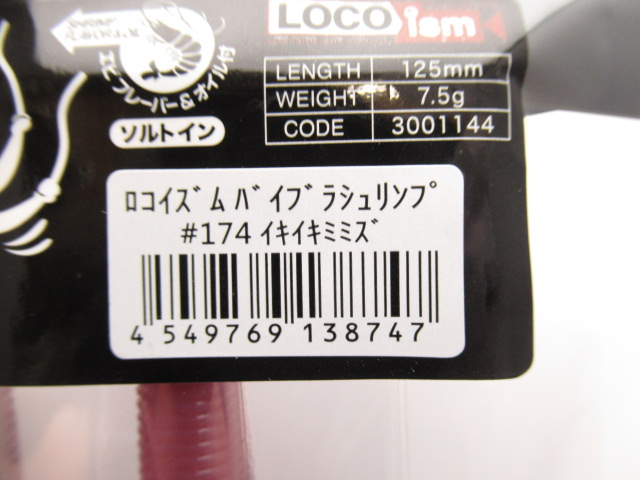 LOCO ism
エビフレーバー&オイル付
ソルトイン
LENGTH 125mm
WEIGHT 7.5g
CODE 3001144
ﾛｺｲｽﾞﾑ ﾊﾞｲﾌﾞﾗｼｭﾘﾝﾌﾟ
#174 ｲｷｲｷﾐﾐｽﾞ
4 549769 138747